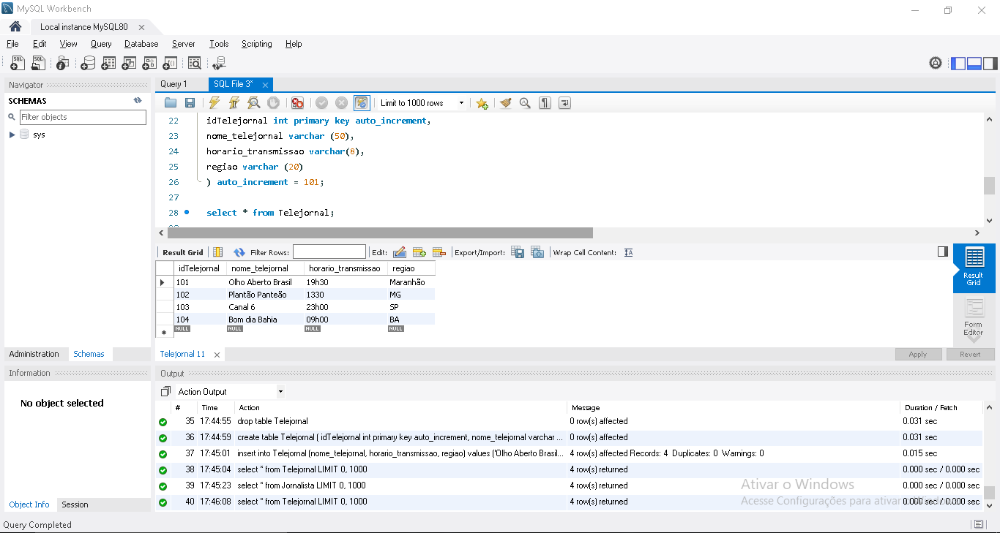 MySQL Workbench
Local instance MySQL80
File Edit View Query Database Server Tools Scripting Help
Navigator
Query 1 SQL File 3*
SCHEMAS
Limit to 1000 rows
Filter objects
sys
22 idTelejornal int primary key auto_increment,
23 nome_telejornal varchar (50),
24 horario_transmissao varchar(8),
25 regiao varchar (20)
26 ) auto_increment = 101;
27
28 select * from Telejornal;
Result Grid Filter Rows: Edit: Export/Import: Wrap Cell Content:
idTelejornal nome_telejornal horario_transmissao regiao
101 Olho Aberto Brasil 19h30 Maranhão
102 Plantão Panteão 1330 MG
103 Canal 6 23h00 SP
104 Bom dia Bahia 09h00 BA
NULL NULL NULL NULL
Result
Grid
Form
Editor
Administration Schemas
Telejornal 11 Apply Revert
Information
No object selected
Output
Action Output
# Time Action Message Duration / Fetch
35 17:44:55 drop table Telejornal 0 row(s) affected 0.031 sec
36 17:44:59 create table Telejornal ( idTelejornal int primary key auto_increment, nome_telejornal varchar ... 0 row(s) affected 0.031 sec
37 17:45:01 insert into Telejornal (nome_telejornal, horario_transmissao, regiao) values ('Olho Aberto Brasil... 4 row(s) affected Records: 4 Duplicates: 0 Warnings: 0 0.015 sec
38 17:45:04 select * from Telejornal LIMIT 0, 1000 4 row(s) returned 0.000 sec / 0.000 sec
39 17:45:23 select * from Jornalista LIMIT 0, 1000 4 row(s) returned 0.000 sec / 0.000 sec
40 17:46:08 select * from Telejornal LIMIT 0, 1000 4 row(s) returned 0.000 sec / 0.000 sec
Ativar o Windows
Acesse Configurações para ativar o Windows.
Object Info Session
Query Completed